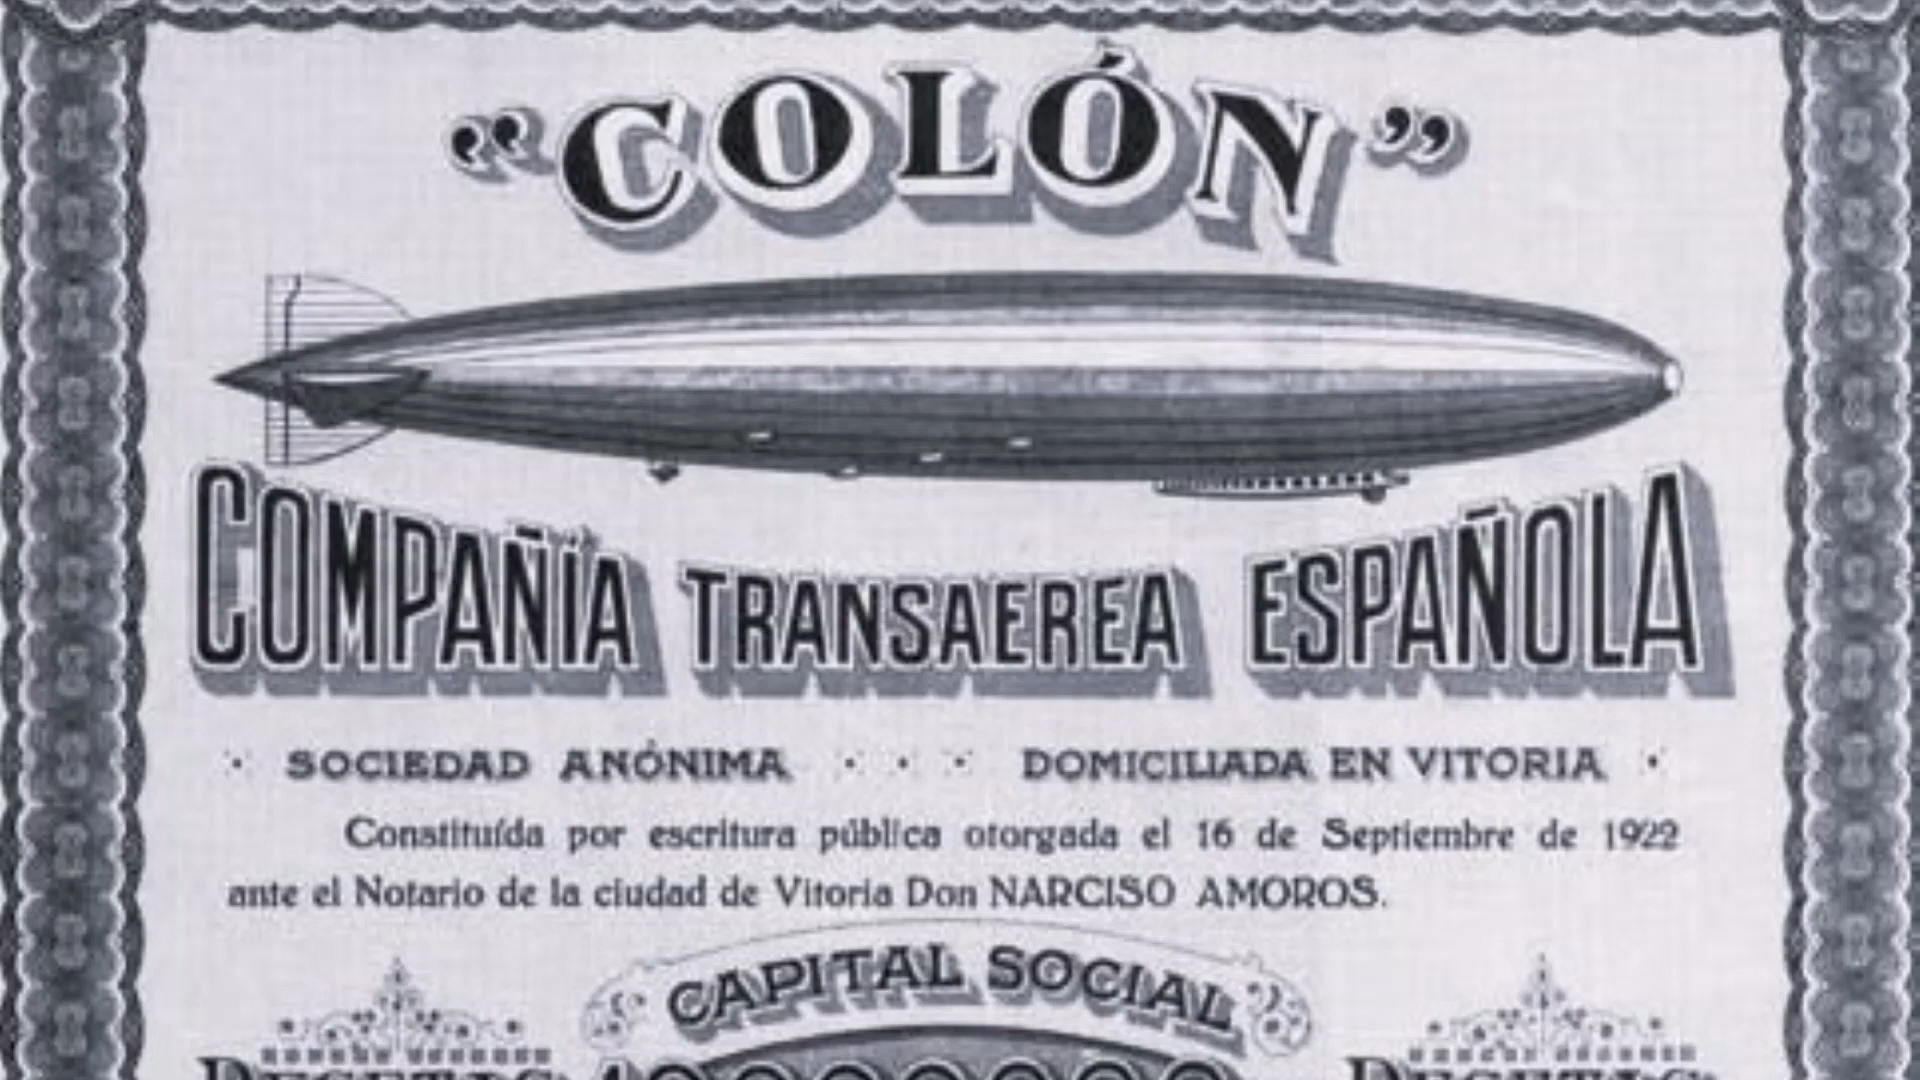 “COLÓN”
COMPAÑÍA TRANSAEREA ESPAÑOLA
SOCIEDAD ANÓNIMA . . . DOMICILIADA EN VITORIA .
Constituída por escritura pública otorgada el 16 de Septiembre de 1922
ante el Notario de la ciudad de Vitoria Don NARCISO AMOROS.
CAPITAL SOCIAL